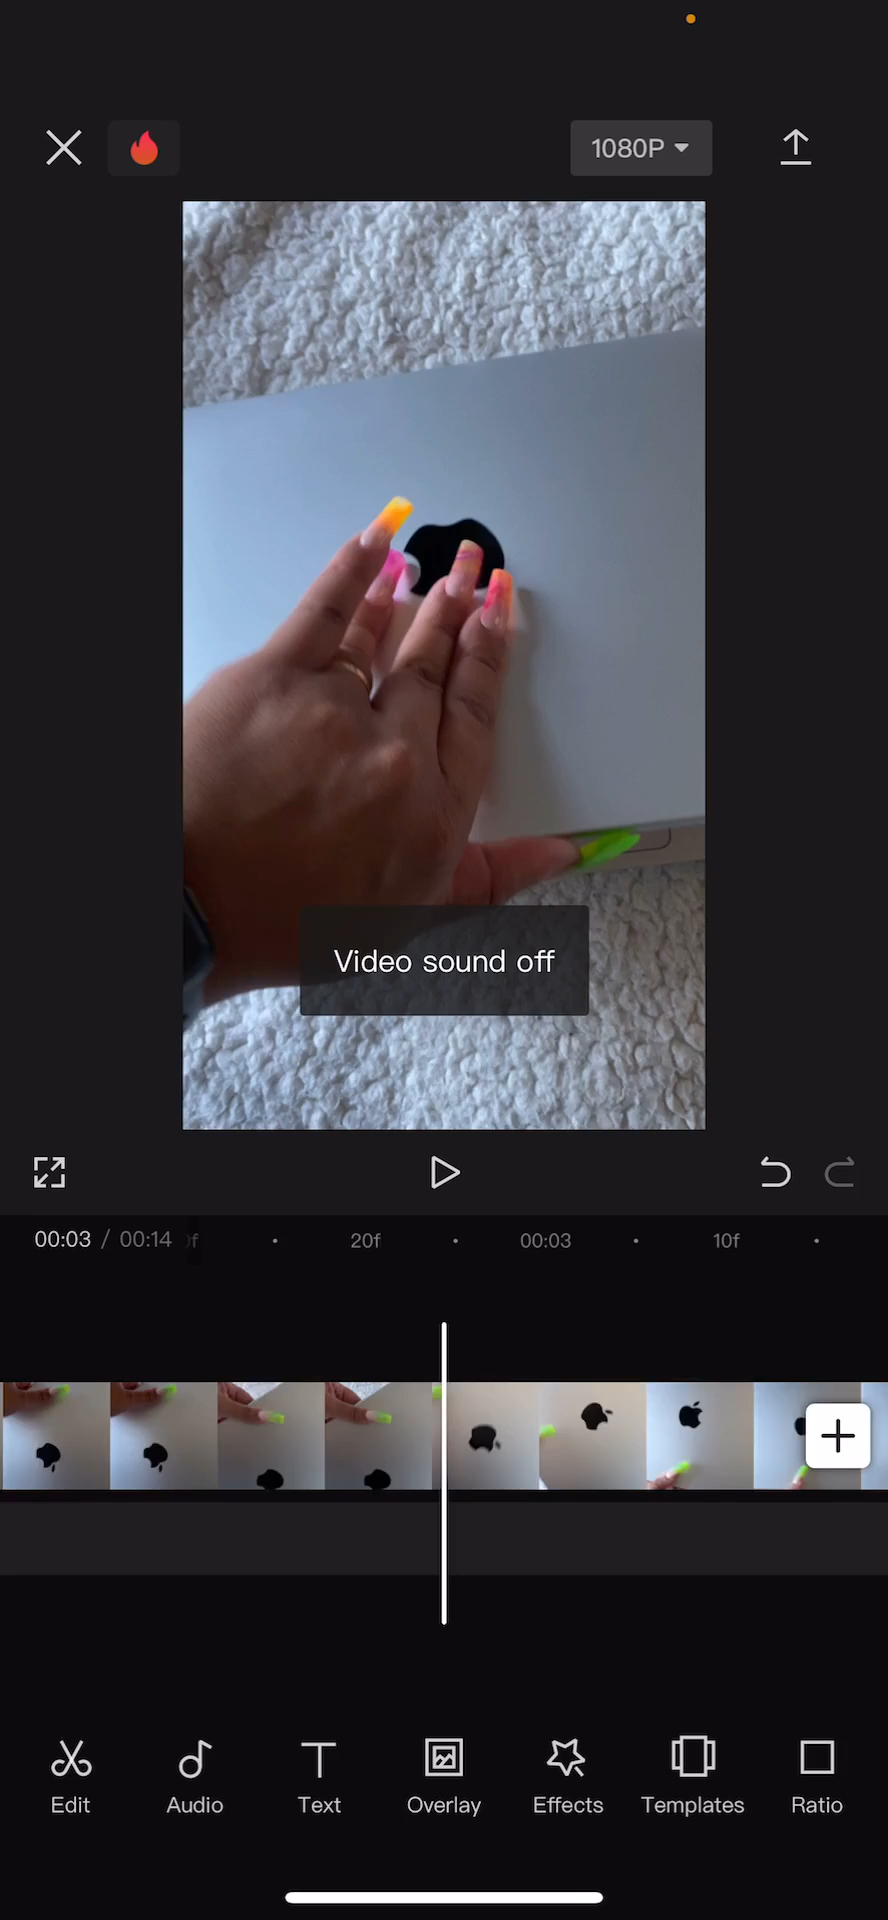 1080P
Video sound off
00:03 / 00:14
20f
00:03
10f
Edit
Audio
Text
Overlay
Effects
Templates
Ratio